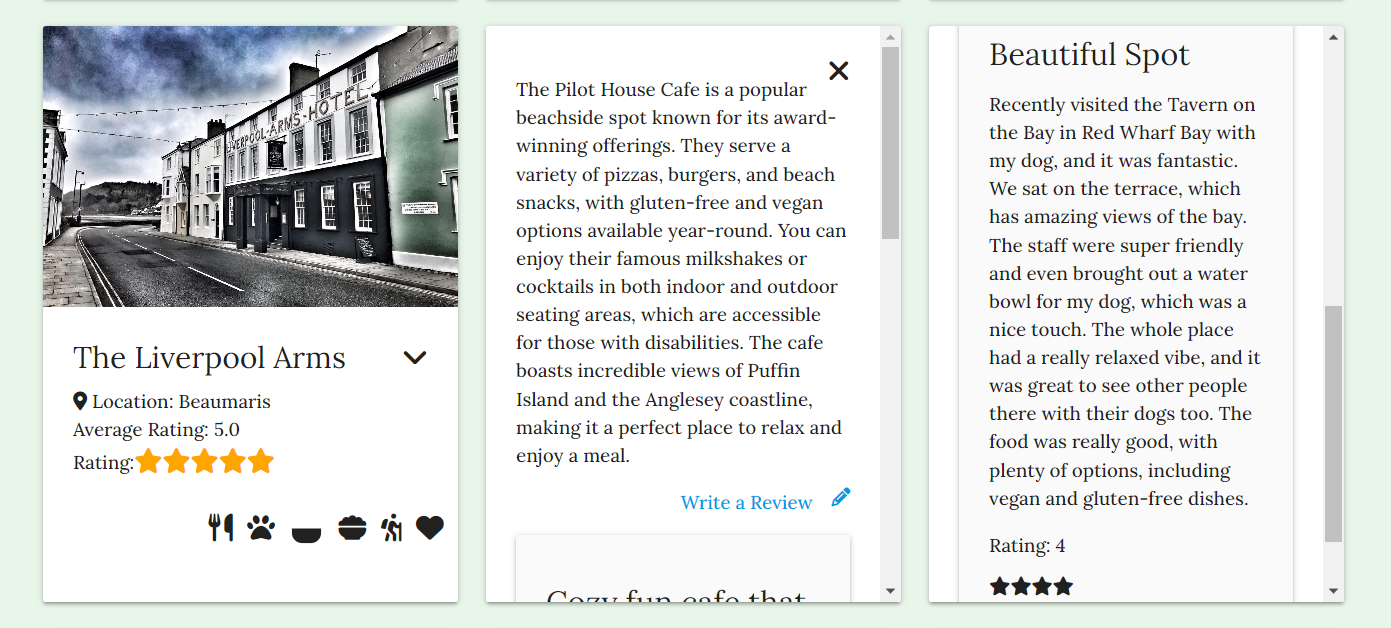 LIVERPOOL-ARMS-HOTEL
The Liverpool Arms
Location: Beaumaris
Average Rating: 5.0
Rating:
The Pilot House Cafe is a popular
beachside spot known for its award-
winning offerings. They serve a
variety of pizzas, burgers, and beach
snacks, with gluten-free and vegan
options available year-round. You can
enjoy their famous milkshakes or
cocktails in both indoor and outdoor
seating areas, which are accessible
for those with disabilities. The cafe
boasts incredible views of Puffin
Island and the Anglesey coastline,
making it a perfect place to relax and
enjoy a meal.
Write a Review
Cozy fun cafe that
Beautiful Spot
Recently visited the Tavern on
the Bay in Red Wharf Bay with
my dog, and it was fantastic.
We sat on the terrace, which
has amazing views of the bay.
The staff were super friendly
and even brought out a water
bowl for my dog, which was a
nice touch. The whole place
had a really relaxed vibe, and it
was great to see other people
there with their dogs too. The
food was really good, with
plenty of options, including
vegan and gluten-free dishes.
Rating: 4